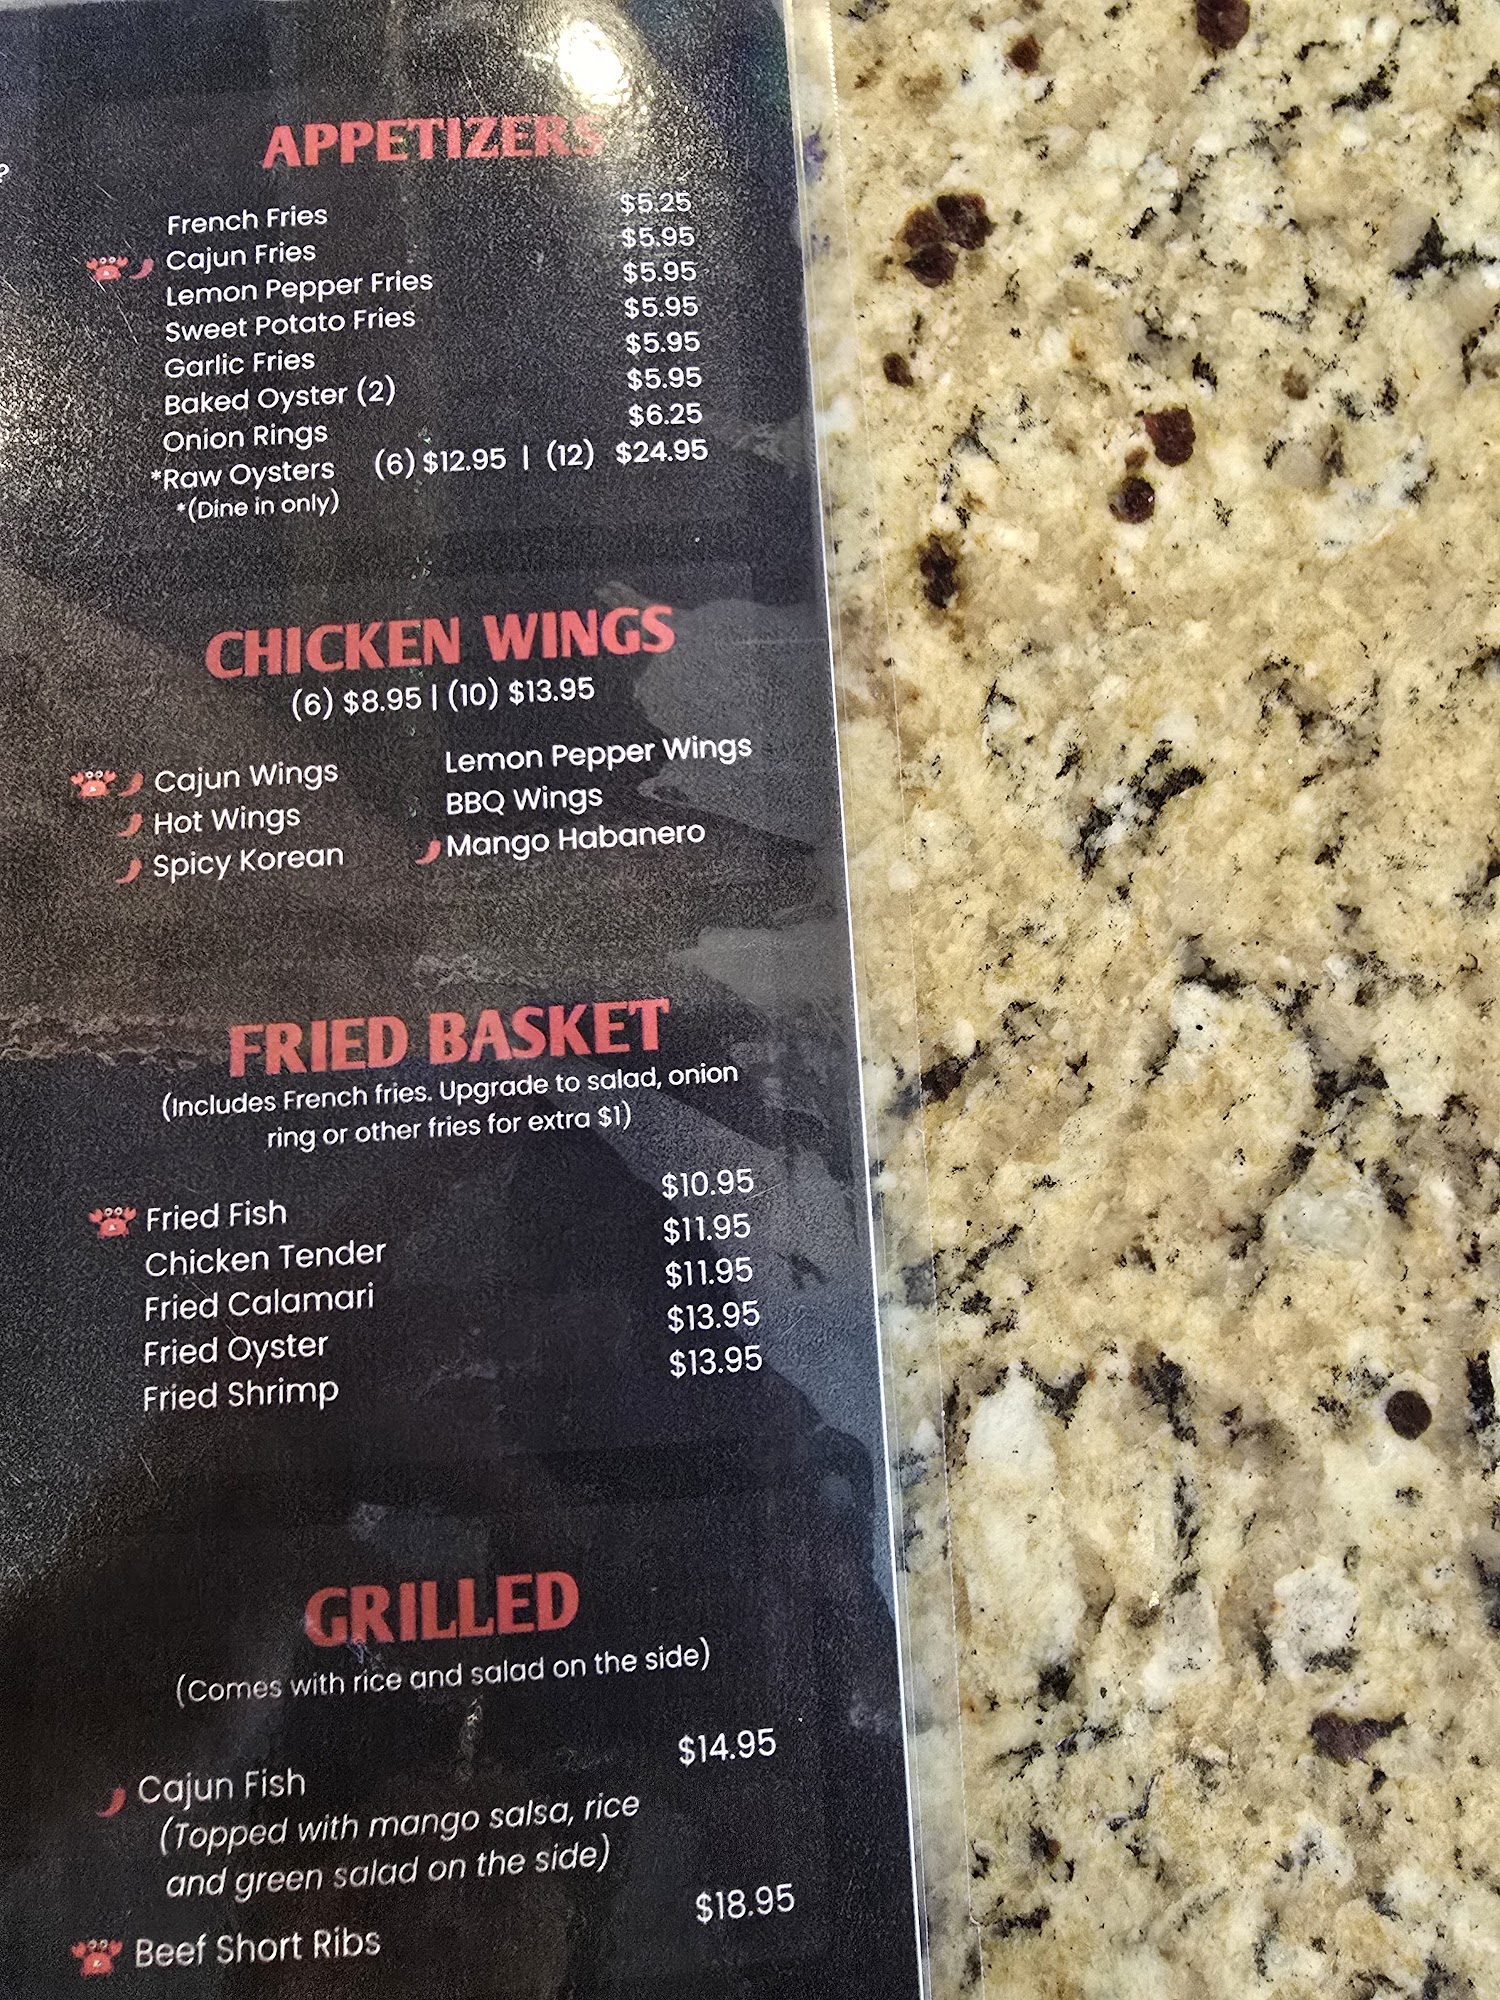 ?
APPETIZERS
French Fries $5.25
Cajun Fries $5.95
Lemon Pepper Fries $5.95
Sweet Potato Fries $5.95
Garlic Fries $5.95
Baked Oyster (2) $5.95
Onion Rings $6.25
*Raw Oysters (6) $12.95 | (12) $24.95
*(Dine in only)
CHICKEN WINGS
(6) $8.95 | (10) $13.95
Cajun Wings Lemon Pepper Wings
Hot Wings BBQ Wings
Spicy Korean Mango Habanero
FRIED BASKET
(Includes French fries. Upgrade to salad, onion
ring or other fries for extra $1)
Fried Fish $10.95
Chicken Tender $11.95
Fried Calamari $11.95
Fried Oyster $13.95
Fried Shrimp $13.95
GRILLED
(Comes with rice and salad on the side)
Cajun Fish $14.95
(Topped with mango salsa, rice
and green salad on the side)
Beef Short Ribs $18.95